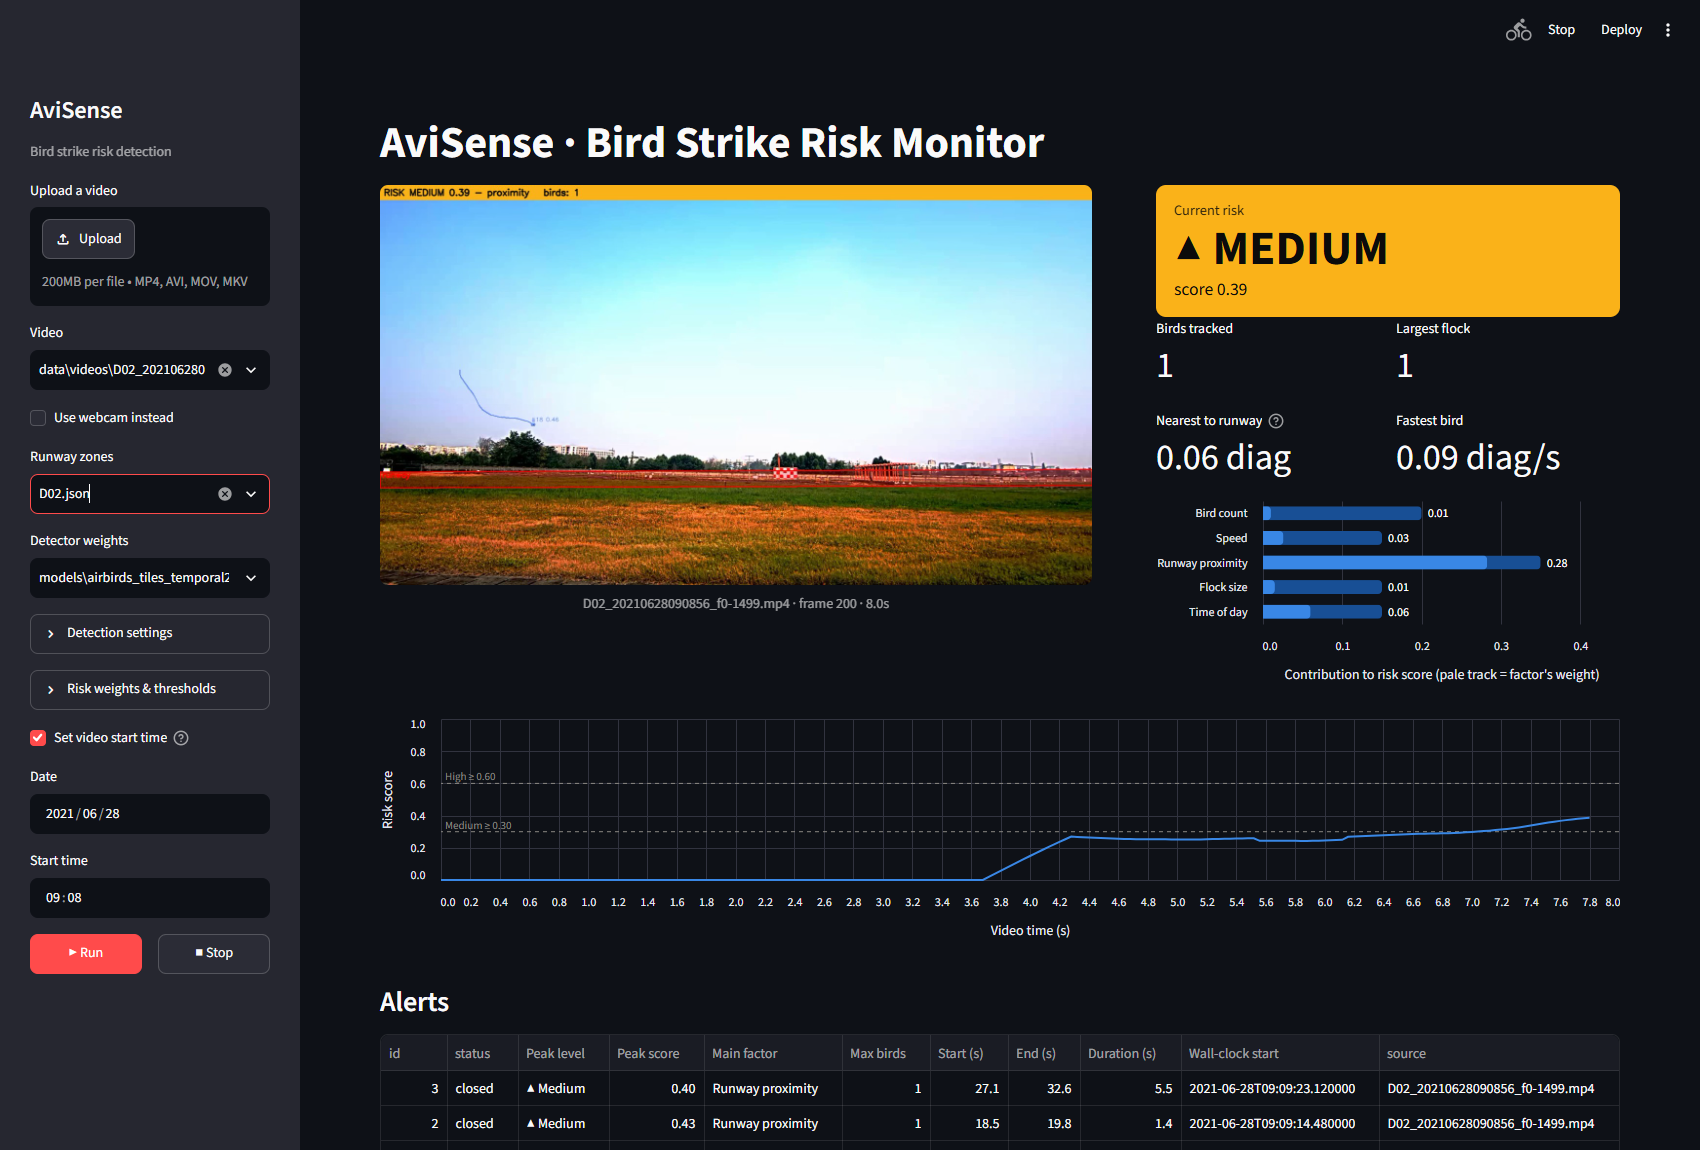 Stop
Deploy
AviSense
Bird strike risk detection
Upload a video
Upload
200MB per file • MP4, AVI, MOV, MKV
Video
data\videos\D02_202106280
Use webcam instead
Runway zones
D02.json
Detector weights
models\airbirds_tiles_temporal2
Detection settings
Risk weights & thresholds
Set video start time
Date
2021/06/28
Start time
09:08
Run
Stop
AviSense · Bird Strike Risk Monitor
RISK MEDIUM 0.39 — proximity birds: 1
D02_20210628090856_f0-1499.mp4 · frame 200 · 8.0s
Current risk
▲ MEDIUM
score 0.39
Birds tracked
1
Largest flock
1
Nearest to runway
0.06 diag
Fastest bird
0.09 diag/s
Bird count 0.01
Speed 0.03
Runway proximity 0.28
Flock size 0.01
Time of day 0.06
0.0 0.1 0.2 0.3 0.4
Contribution to risk score (pale track = factor's weight)
Risk score
1.0
0.8
High ≥ 0.60
0.6
0.4
Medium ≥ 0.30
0.2
0.0
0.0 0.2 0.4 0.6 0.8 1.0 1.2 1.4 1.6 1.8 2.0 2.2 2.4 2.6 2.8 3.0 3.2 3.4 3.6 3.8 4.0 4.2 4.4 4.6 4.8 5.0 5.2 5.4 5.6 5.8 6.0 6.2 6.4 6.6 6.8 7.0 7.2 7.4 7.6 7.8 8.0
Video time (s)
Alerts
id status Peak level Peak score Main factor Max birds Start (s) End (s) Duration (s) Wall-clock start source
3 closed ▲ Medium 0.40 Runway proximity 1 27.1 32.6 5.5 2021-06-28T09:09:23.120000 D02_20210628090856_f0-1499.mp4
2 closed ▲ Medium 0.43 Runway proximity 1 18.5 19.8 1.4 2021-06-28T09:09:14.480000 D02_20210628090856_f0-1499.mp4